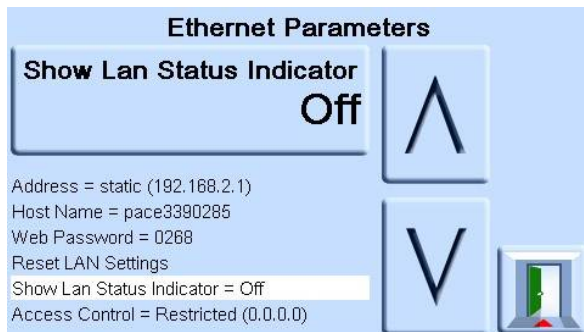 Ethernet Parameters
Show Lan Status Indicator
Off
Address = static (192.168.2.1)
Host Name = pace3390285
Web Password = 0268
Reset LAN Settings
Show Lan Status Indicator = Off
Access Control = Restricted (0.0.0.0)